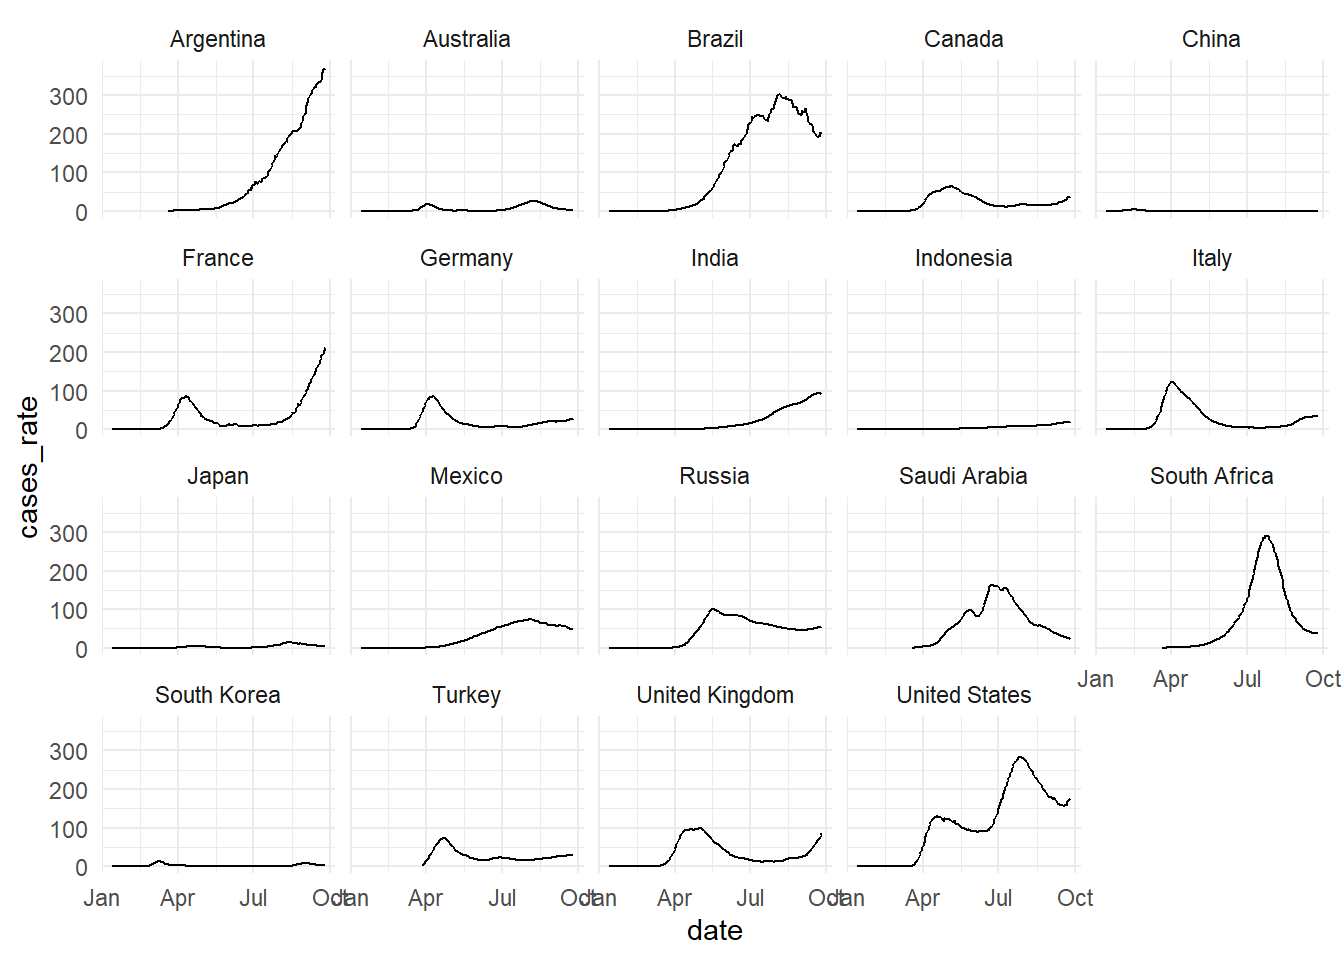 Argentina Australia Brazil Canada China
300
200
100
0
France Germany India Indonesia Italy
300
200
100
0
Japan Mexico Russia Saudi Arabia South Africa
300
200
100
0
Jan Apr Jul Oct
South Korea Turkey United Kingdom United States
300
200
100
0
Jan Apr Jul Oct Jan Apr Jul Oct Jan Apr Jul Oct Jan Apr Jul Oct
date
cases_rate